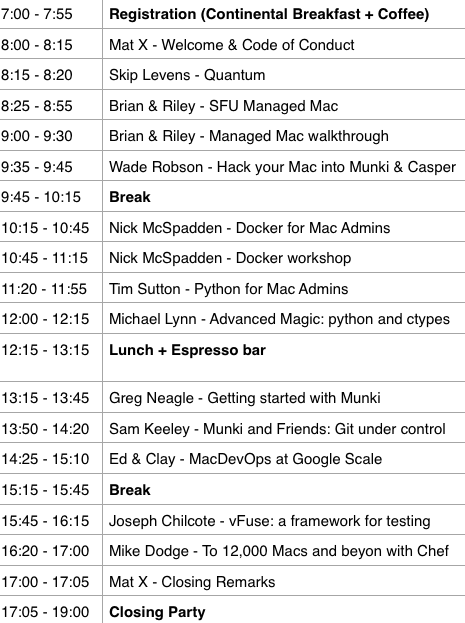 7:00 - 7:55 Registration (Continental Breakfast + Coffee)
8:00 - 8:15 Mat X - Welcome & Code of Conduct
8:15 - 8:20 Skip Levens - Quantum
8:25 - 8:55 Brian & Riley - SFU Managed Mac
9:00 - 9:30 Brian & Riley - Managed Mac walkthrough
9:35 - 9:45 Wade Robson - Hack your Mac into Munki & Casper
9:45 - 10:15 Break
10:15 - 10:45 Nick McSpadden - Docker for Mac Admins
10:45 - 11:15 Nick McSpadden - Docker workshop
11:20 - 11:55 Tim Sutton - Python for Mac Admins
12:00 - 12:15 Michael Lynn - Advanced Magic: python and ctypes
12:15 - 13:15 Lunch + Espresso bar
13:15 - 13:45 Greg Neagle - Getting started with Munki
13:50 - 14:20 Sam Keeley - Munki and Friends: Git under control
14:25 - 15:10 Ed & Clay - MacDevOps at Google Scale
15:15 - 15:45 Break
15:45 - 16:15 Joseph Chilcote - vFuse: a framework for testing
16:20 - 17:00 Mike Dodge - To 12,000 Macs and beyon with Chef
17:00 - 17:05 Mat X - Closing Remarks
17:05 - 19:00 Closing Party